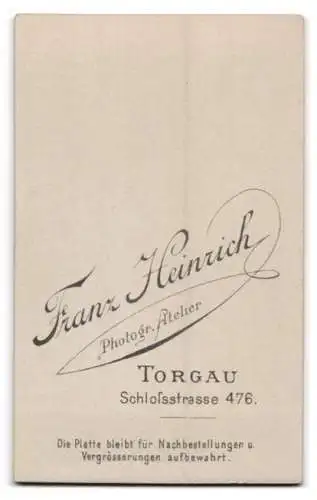 Franz Heinrich
Photogr. Atelier
TORGAU
Schloſsstrasse 476.
Die Platte bleibt für Nachbestellungen u.
Vergrösserungen aufbewahrt.